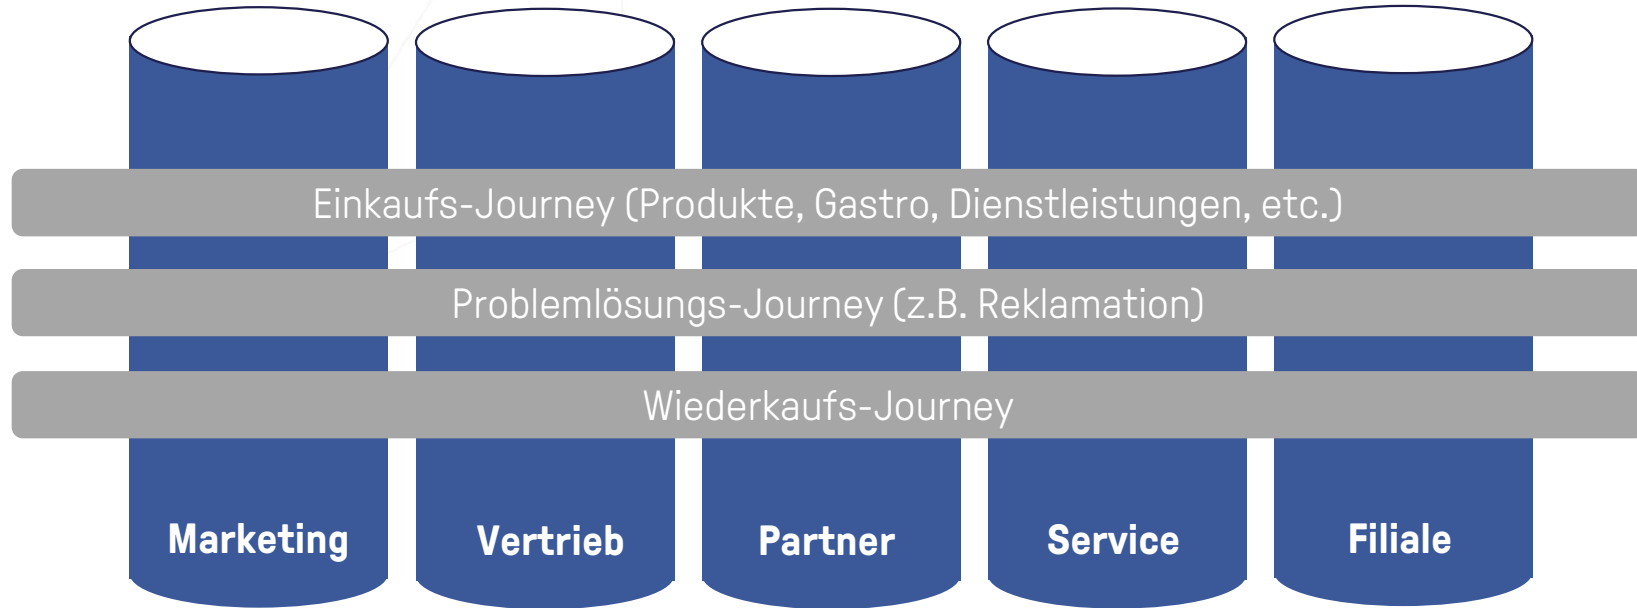 Einkaufs-Journey (Produkte, Gastro, Dienstleistungen, etc.)
Problemlösungs-Journey (z.B. Reklamation)
Wiederkaufs-Journey
Marketing
Vertrieb
Partner
Service
Filiale